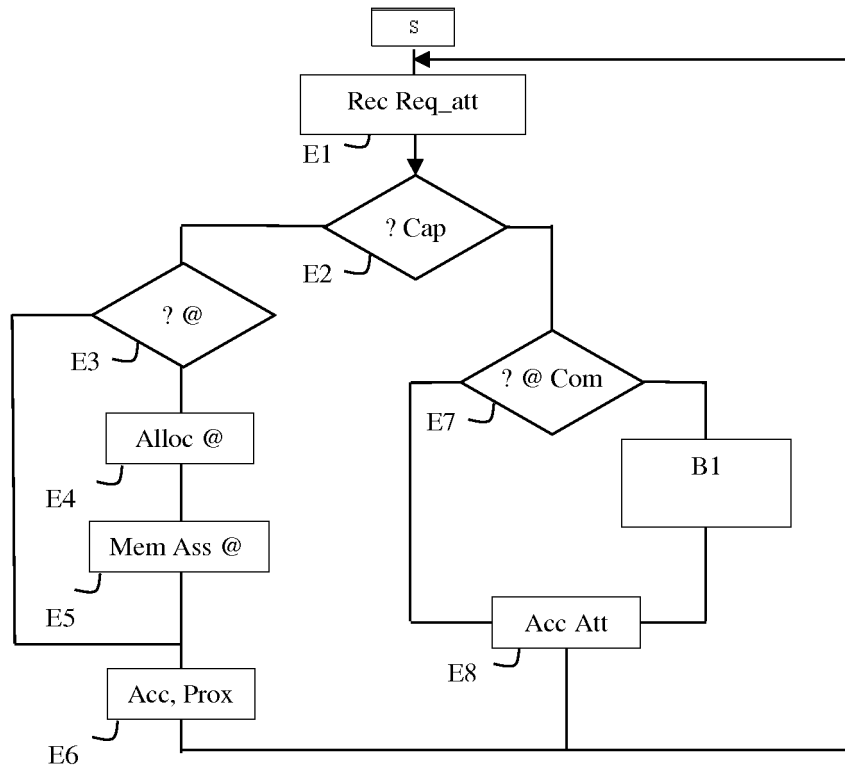 S
Rec Req_att
E1
? Cap
E2
? @
E3
? @ Com
E7
Alloc @
E4
B1
Mem Ass @
E5
Acc Att
E8
Acc, Prox
E6